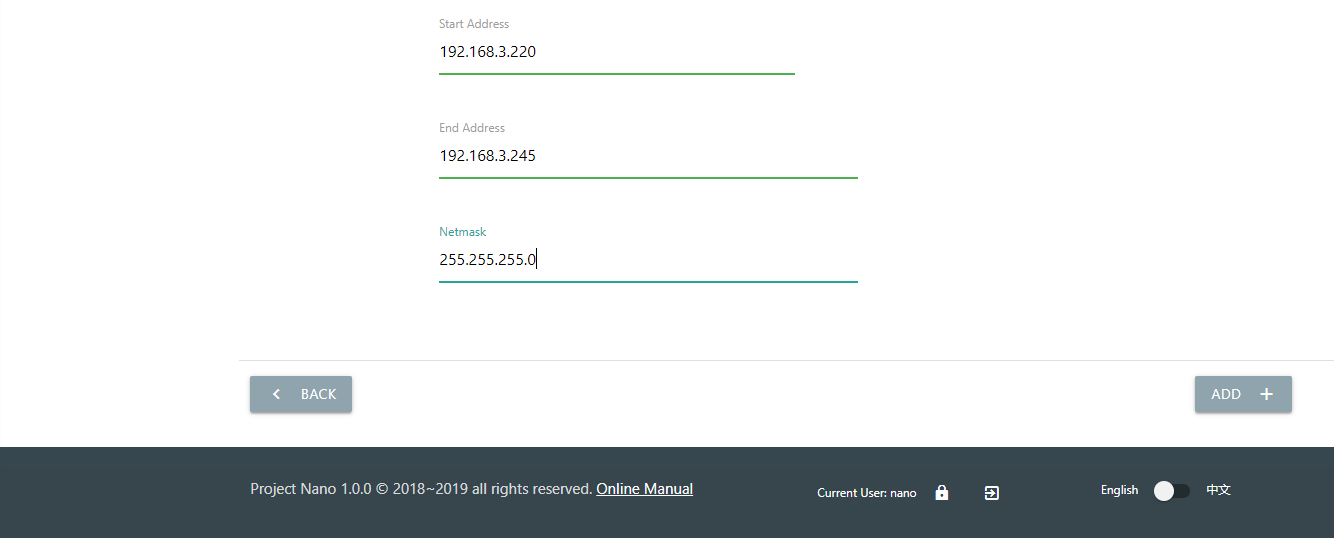 Start Address
192.168.3.220
End Address
192.168.3.245
Netmask
255.255.255.0
BACK
ADD
Project Nano 1.0.0 © 2018~2019 all rights reserved. Online Manual
Current User: nano
English
中文